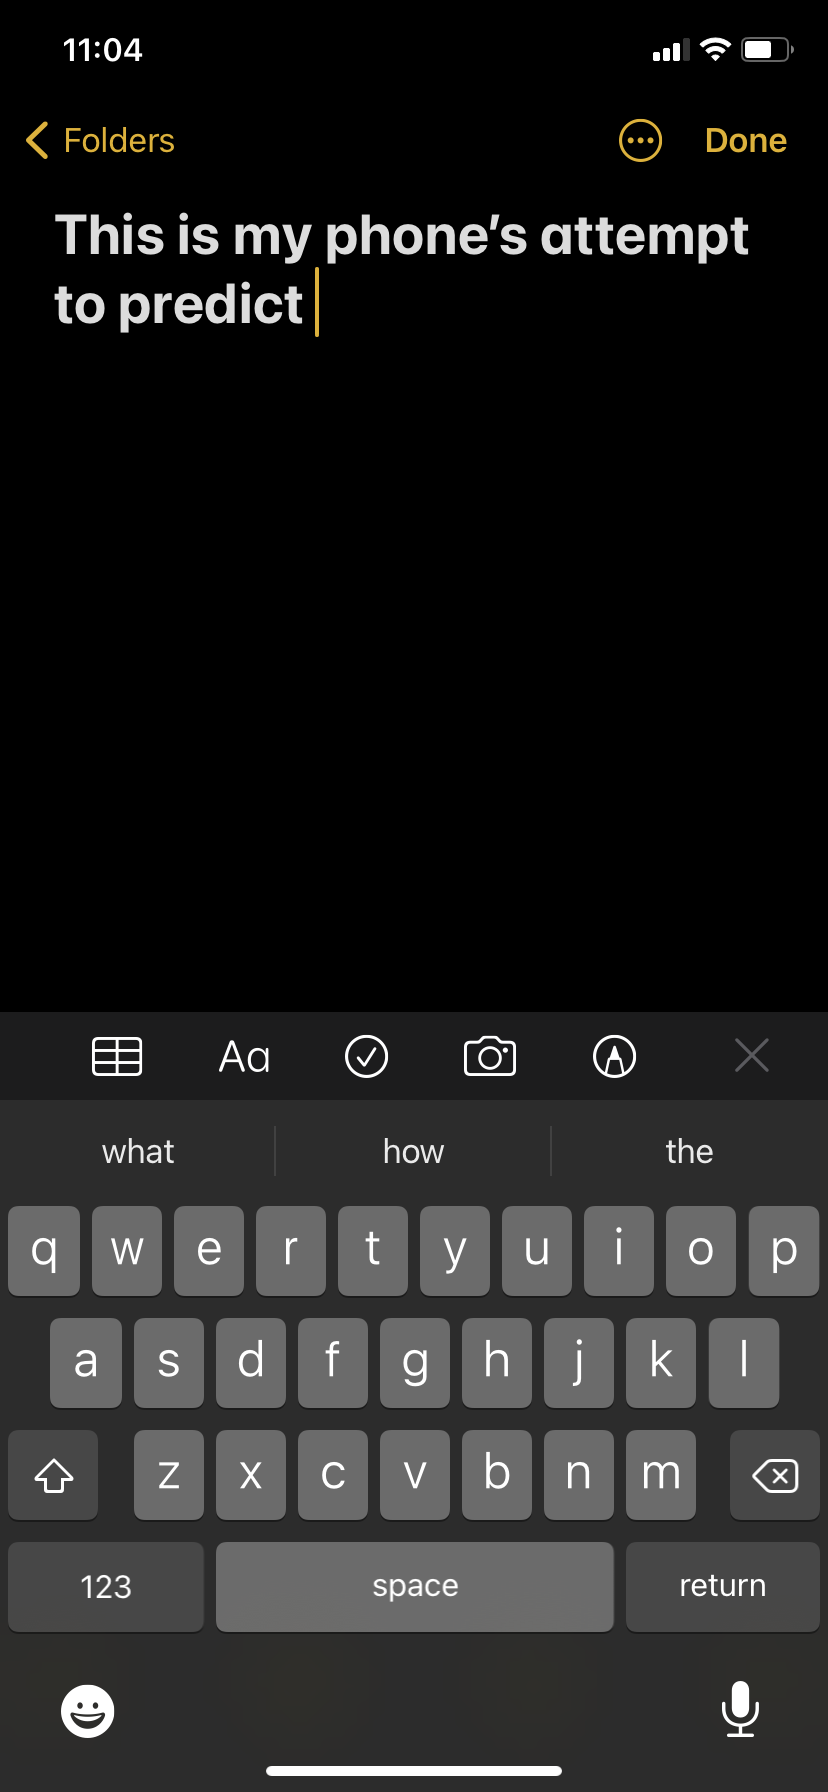 11:04
Folders
Done
This is my phone’s attempt
to predict
Aa
what how the
q w e r t y u i o p
a s d f g h j k l
z x c v b n m
123 space return